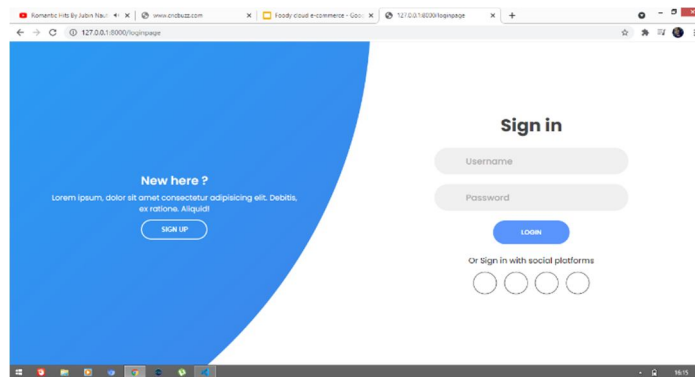 Romantic Hits By Jubin Naut
www.cricbuzz.com
Foody cloud e-commerce - Goo
127.0.0.1:8000/loginpage
127.0.0.1:8000/loginpage
Sign in
Username
New here ?
Lorem ipsum, dolor sit amet consectetur adipisicing elit. Debitis,
ex ratione. Aliquid!
Password
SIGN UP
LOGIN
Or Sign in with social platforms
16:15